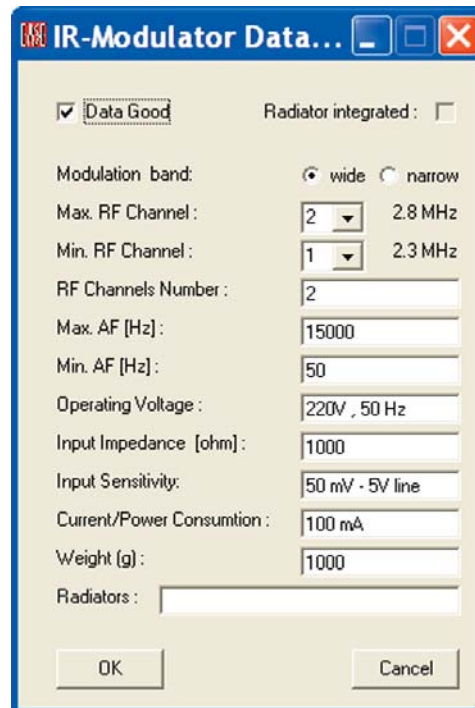 IR-Modulator Data...
Data Good Radiator integrated :
Modulation band: wide narrow
Max. RF Channel : 2 2.8 MHz
Min. RF Channel : 1 2.3 MHz
RF Channels Number : 2
Max. AF [Hz] : 15000
Min. AF [Hz] : 50
Operating Voltage : 220V , 50 Hz
Input Impedance [ohm] : 1000
Input Sensitivity: 50 mV - 5V line
Current/Power Consumtion : 100 mA
Weight (g) : 1000
Radiators :
OK Cancel